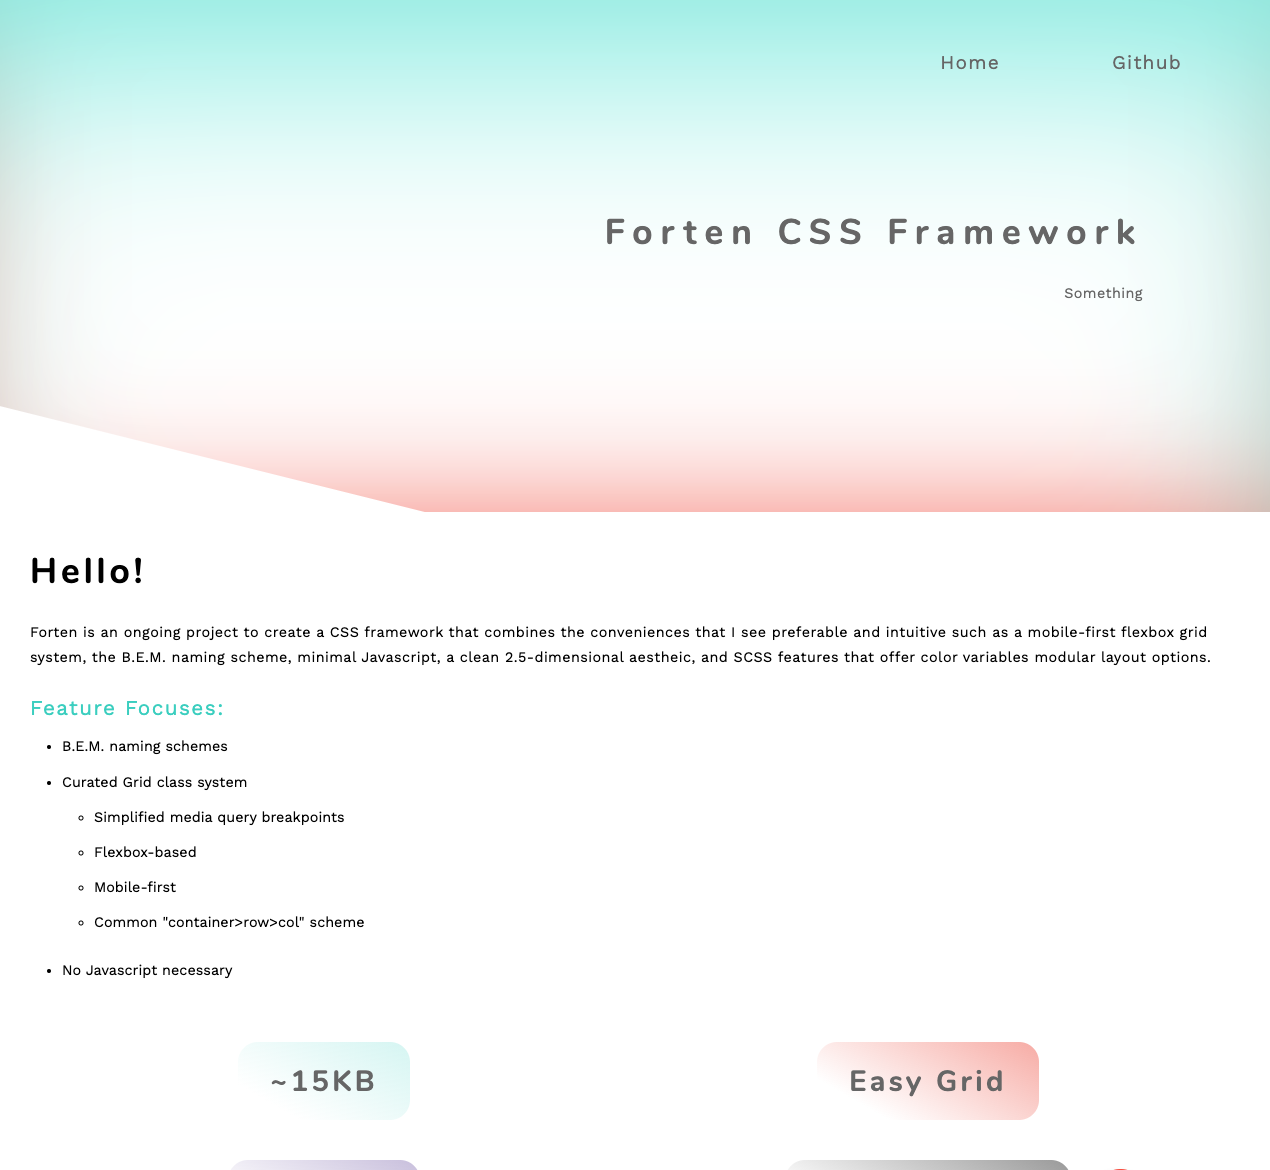 Home
Github
Forten CSS Framework
Something
Hello!
Forten is an ongoing project to create a CSS framework that combines the conveniences that I see preferable and intuitive such as a mobile-first flexbox grid
system, the B.E.M. naming scheme, minimal Javascript, a clean 2.5-dimensional aestheic, and SCSS features that offer color variables modular layout options.
Feature Focuses:
B.E.M. naming schemes
Curated Grid class system
Simplified media query breakpoints
Flexbox-based
Mobile-first
Common "container>row>col" scheme
No Javascript necessary
~15KB
Easy Grid